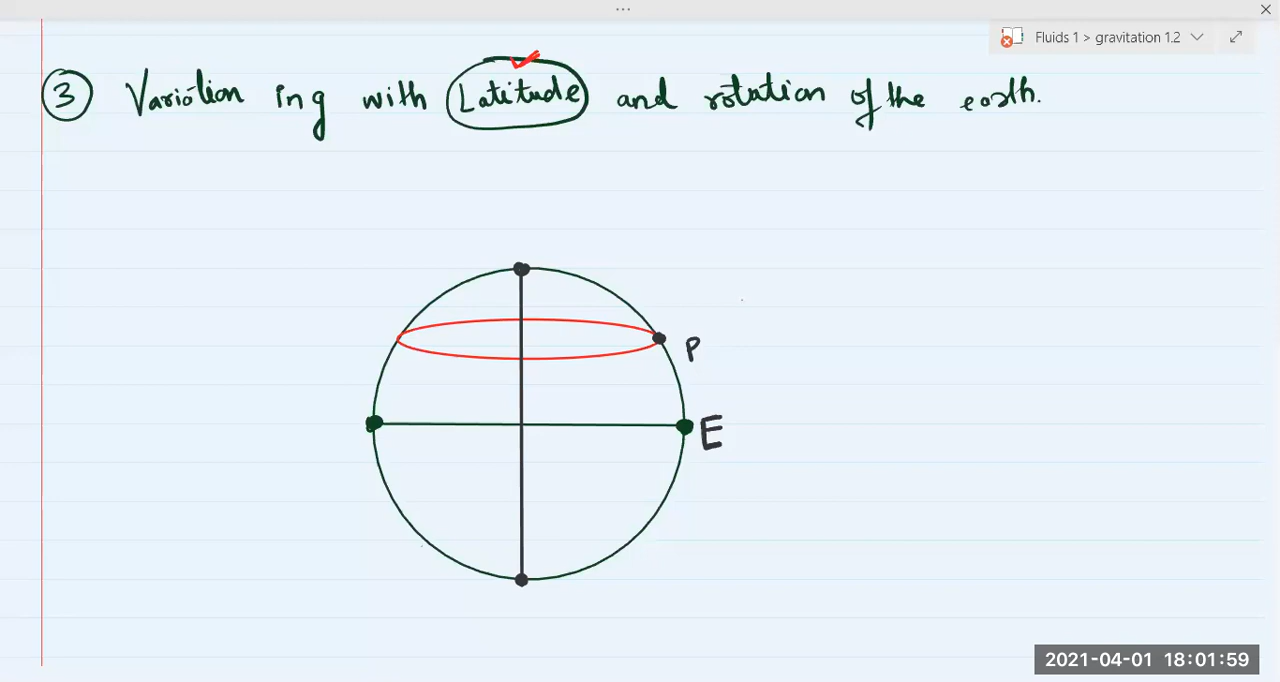 ...
Fluids 1 > gravitation 1.2
3 Variation in g with Latitude and rotation of the earth.
P
E
2021-04-01 18:01:59